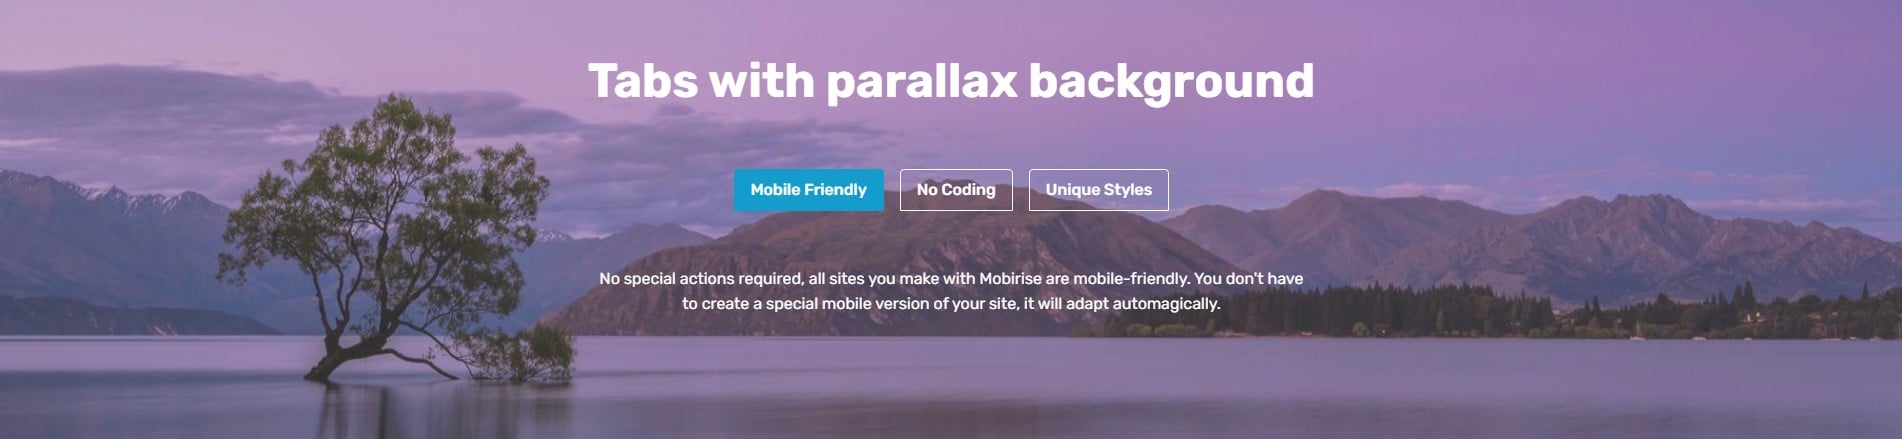 Tabs with parallax background
Mobile Friendly
No Coding
Unique Styles
No special actions required, all sites you make with Mobirise are mobile-friendly. You don't have
to create a special mobile version of your site, it will adapt automagically.